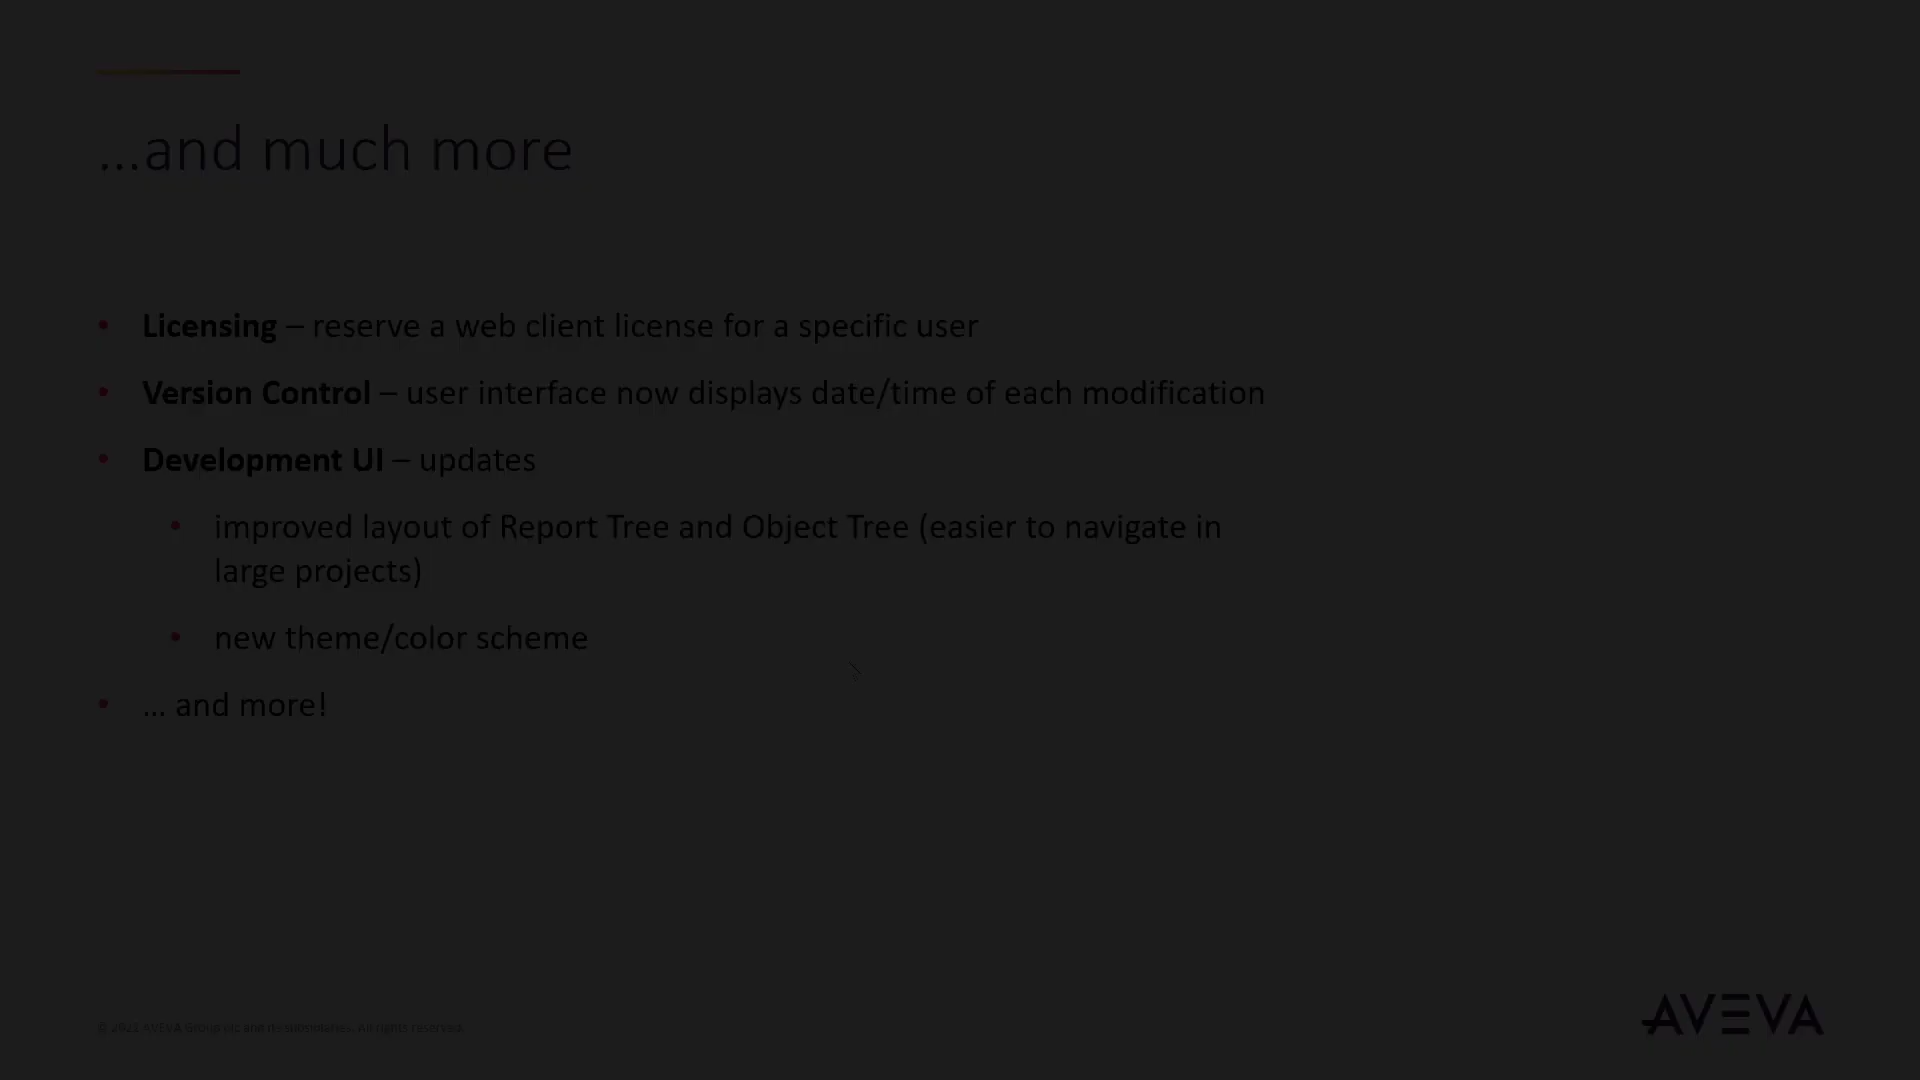 ...and much more
• Licensing – reserve a web client license for a specific user
• Version Control – user interface now displays date/time of each modification
• Development UI – updates
• improved layout of Report Tree and Object Tree (easier to navigate in
large projects)
• new theme/color scheme
• ... and more!
© 2021 AVEVA Group plc and its subsidiaries. All rights reserved.
AVEVA